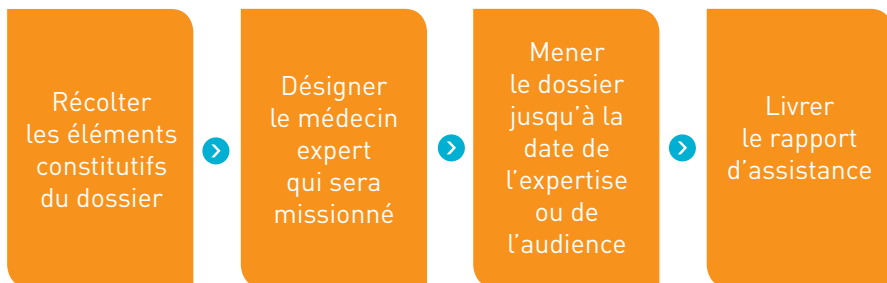 Récolter
les éléments
constitutifs
du dossier
Désigner
le médecin
expert
qui sera
missionné
Mener
le dossier
jusqu'à la
date de
l'expertise
ou de
l'audience
Livrer
le rapport
d'assistance